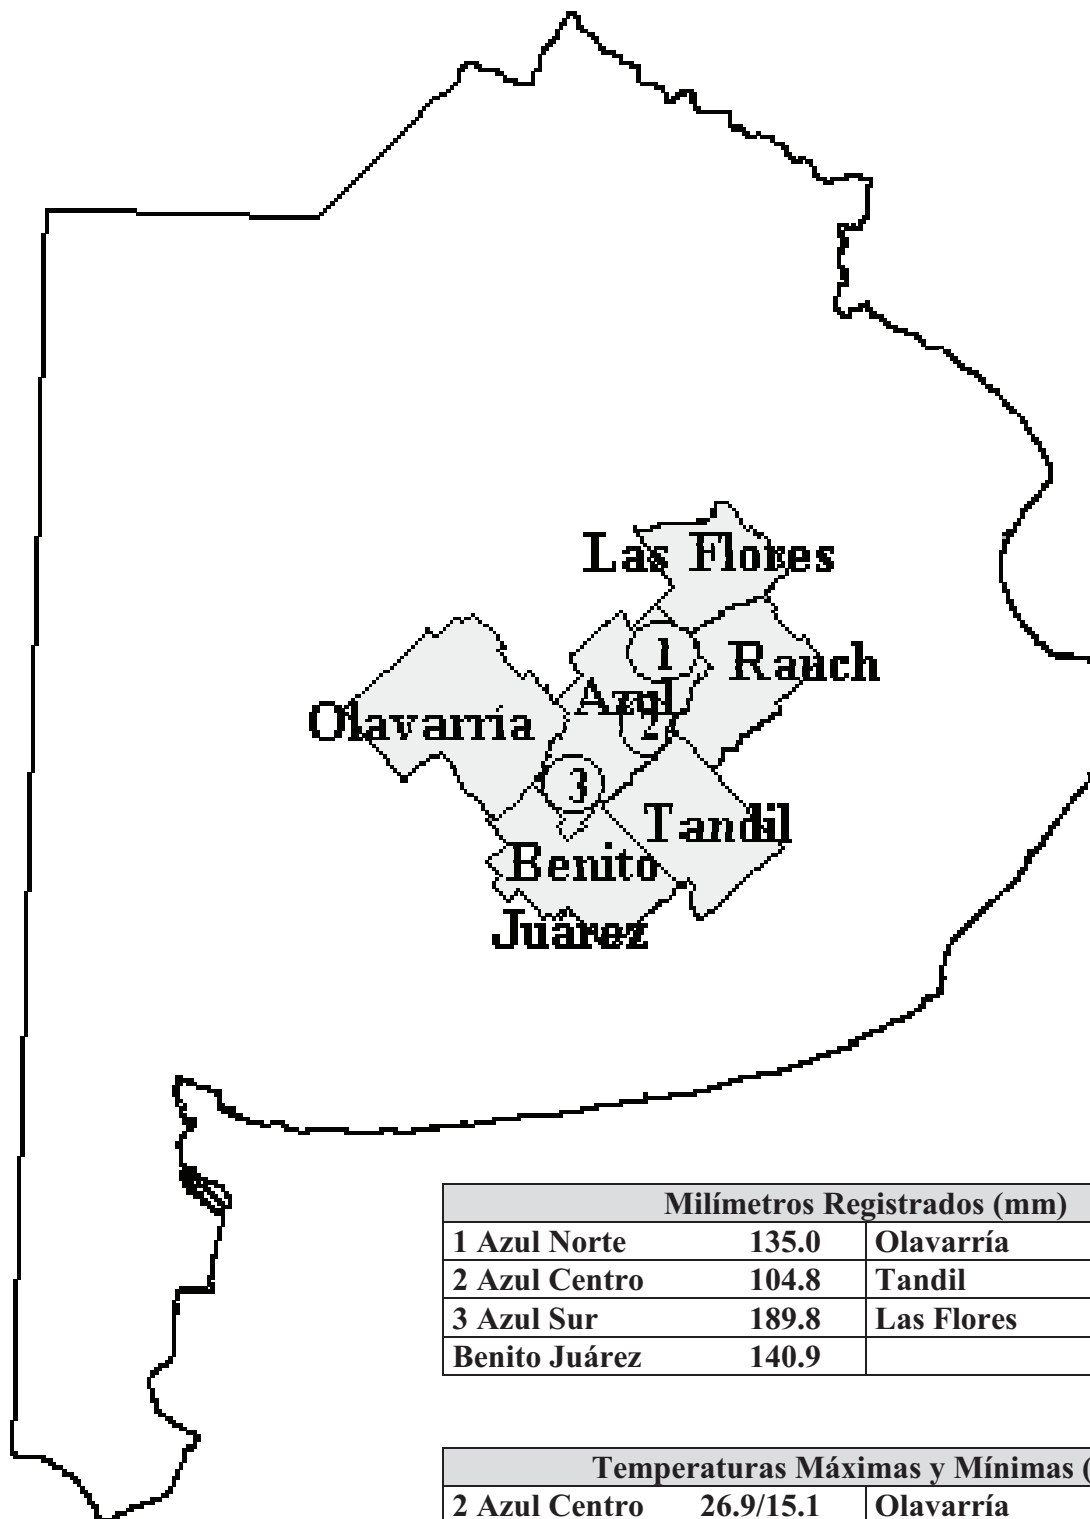 Las Flores
1
Rauch
Azul
Olavarría
2
3
Tandil
Benito
Juárez
Milímetros Registrados (mm)
1 Azul Norte 135.0 Olavarría
2 Azul Centro 104.8 Tandil
3 Azul Sur 189.8 Las Flores
Benito Juárez 140.9
Temperaturas Máximas y Mínimas (
2 Azul Centro 26.9/15.1 Olavarría